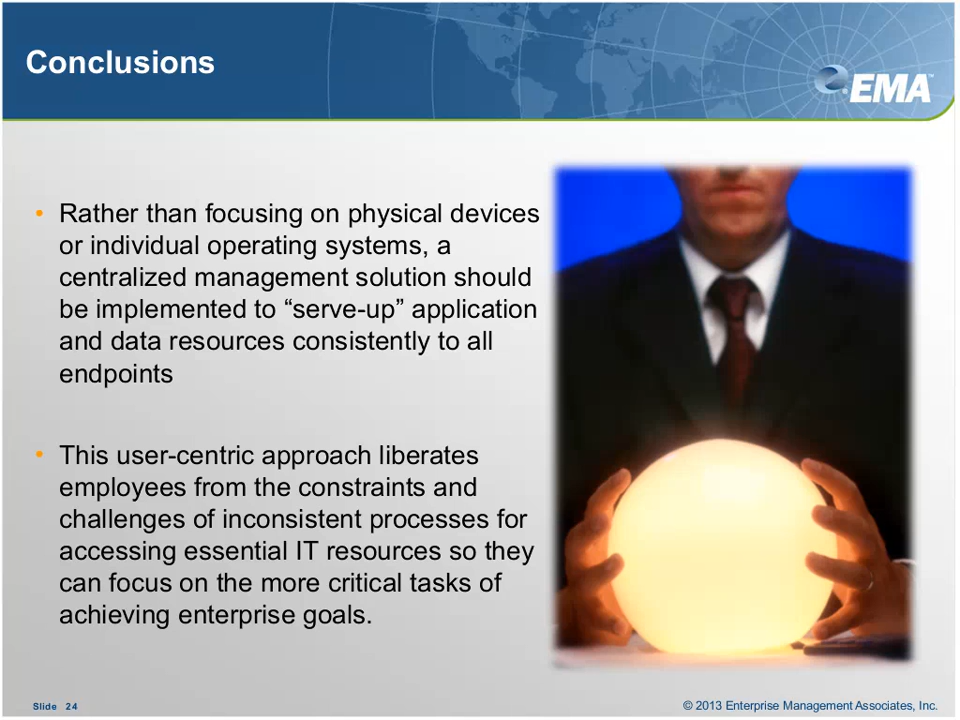 Conclusions
EMA™
• Rather than focusing on physical devices
or individual operating systems, a
centralized management solution should
be implemented to “serve-up” application
and data resources consistently to all
endpoints
• This user-centric approach liberates
employees from the constraints and
challenges of inconsistent processes for
accessing essential IT resources so they
can focus on the more critical tasks of
achieving enterprise goals.
Slide 24
© 2013 Enterprise Management Associates, Inc.